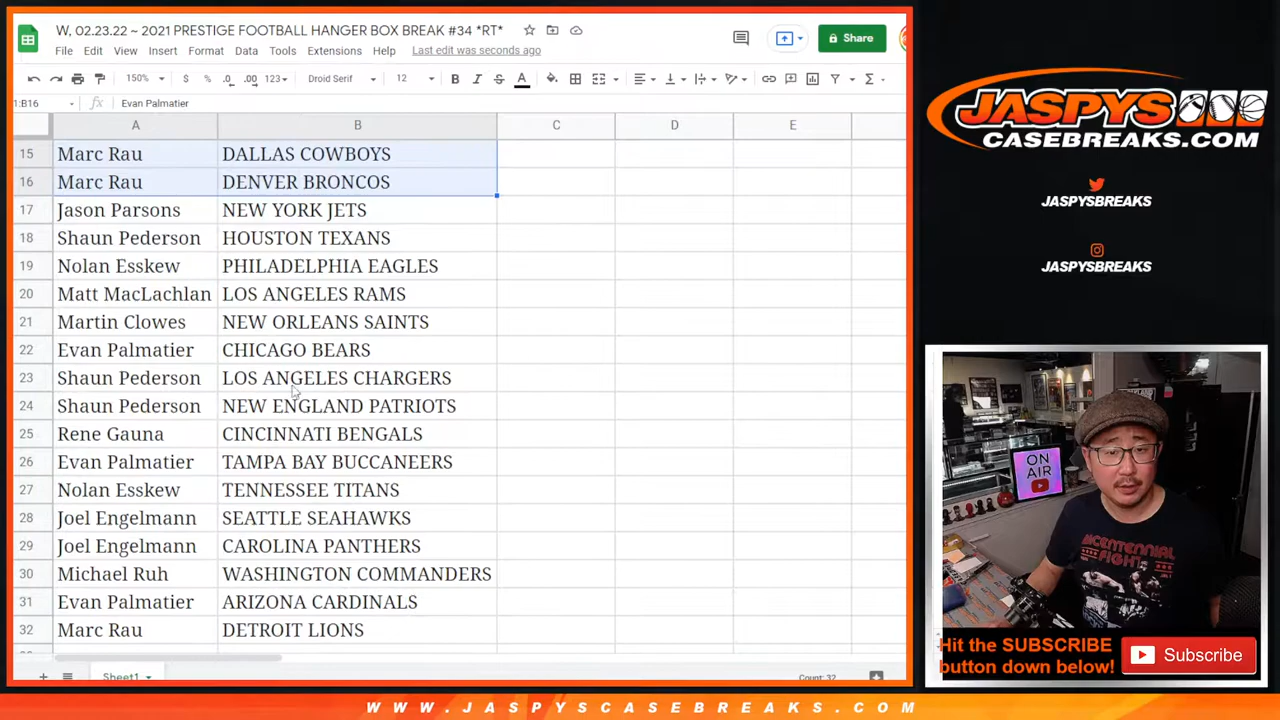 W, 02.23.22 ~ 2021 PRESTIGE FOOTBALL HANGER BOX BREAK #34 *RT*
File Edit View Insert Format Data Tools Extensions Help Last edit was seconds ago
Share
150% $ % .0 .00 123 Droid Serif 12 B I S A
1:B16 fx Evan Palmatier
A B C D E
15 Marc Rau DALLAS COWBOYS
16 Marc Rau DENVER BRONCOS
17 Jason Parsons NEW YORK JETS
18 Shaun Pederson HOUSTON TEXANS
19 Nolan Esskew PHILADELPHIA EAGLES
20 Matt MacLachlan LOS ANGELES RAMS
21 Martin Clowes NEW ORLEANS SAINTS
22 Evan Palmatier CHICAGO BEARS
23 Shaun Pederson LOS ANGELES CHARGERS
24 Shaun Pederson NEW ENGLAND PATRIOTS
25 Rene Gauna CINCINNATI BENGALS
26 Evan Palmatier TAMPA BAY BUCCANEERS
27 Nolan Esskew TENNESSEE TITANS
28 Joel Engelmann SEATTLE SEAHAWKS
29 Joel Engelmann CAROLINA PANTHERS
30 Michael Ruh WASHINGTON COMMANDERS
31 Evan Palmatier ARIZONA CARDINALS
32 Marc Rau DETROIT LIONS
Sheet1
Count: 32
JASPYS
CASEBREAKS.COM
JASPYSBREAKS
JASPYSBREAKS
ON
AIR
BICENTENNIAL
FIGHT
Hit the SUBSCRIBE
button down below!
Subscribe
WWW.JASPYSCASEBREAKS.COM